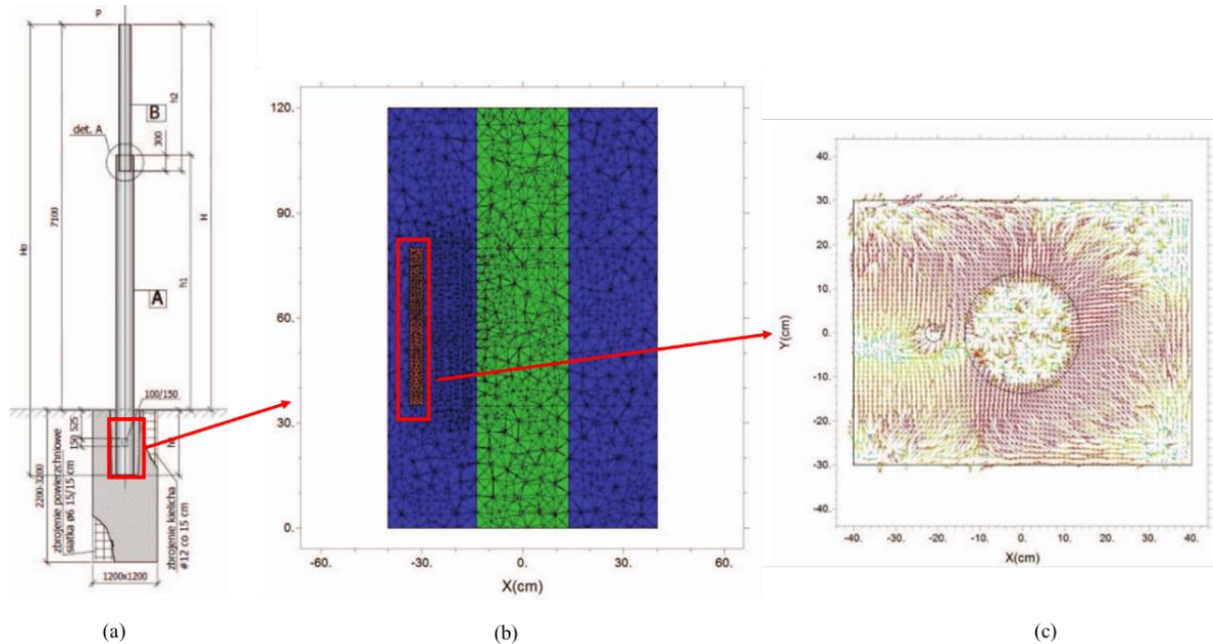 P
B
h2
det. A
300
7100
H
Ho
h1
A
100/150
525
150
h
2200-3200
zbrojenie powierzchniowe
siatka ø6 15/15 cm
zbrojenie kielicha
#12 co 15 cm
1200x1200
(a)
120.
90.
60.
30.
0.
-60. -30. 0. 30. 60.
X(cm)
(b)
40.
30.
20.
10.
0.
-10.
-20.
-30.
-40.
Y(cm)
-40. -30. -20. -10. 0. 10. 20. 30. 40.
X(cm)
(c)